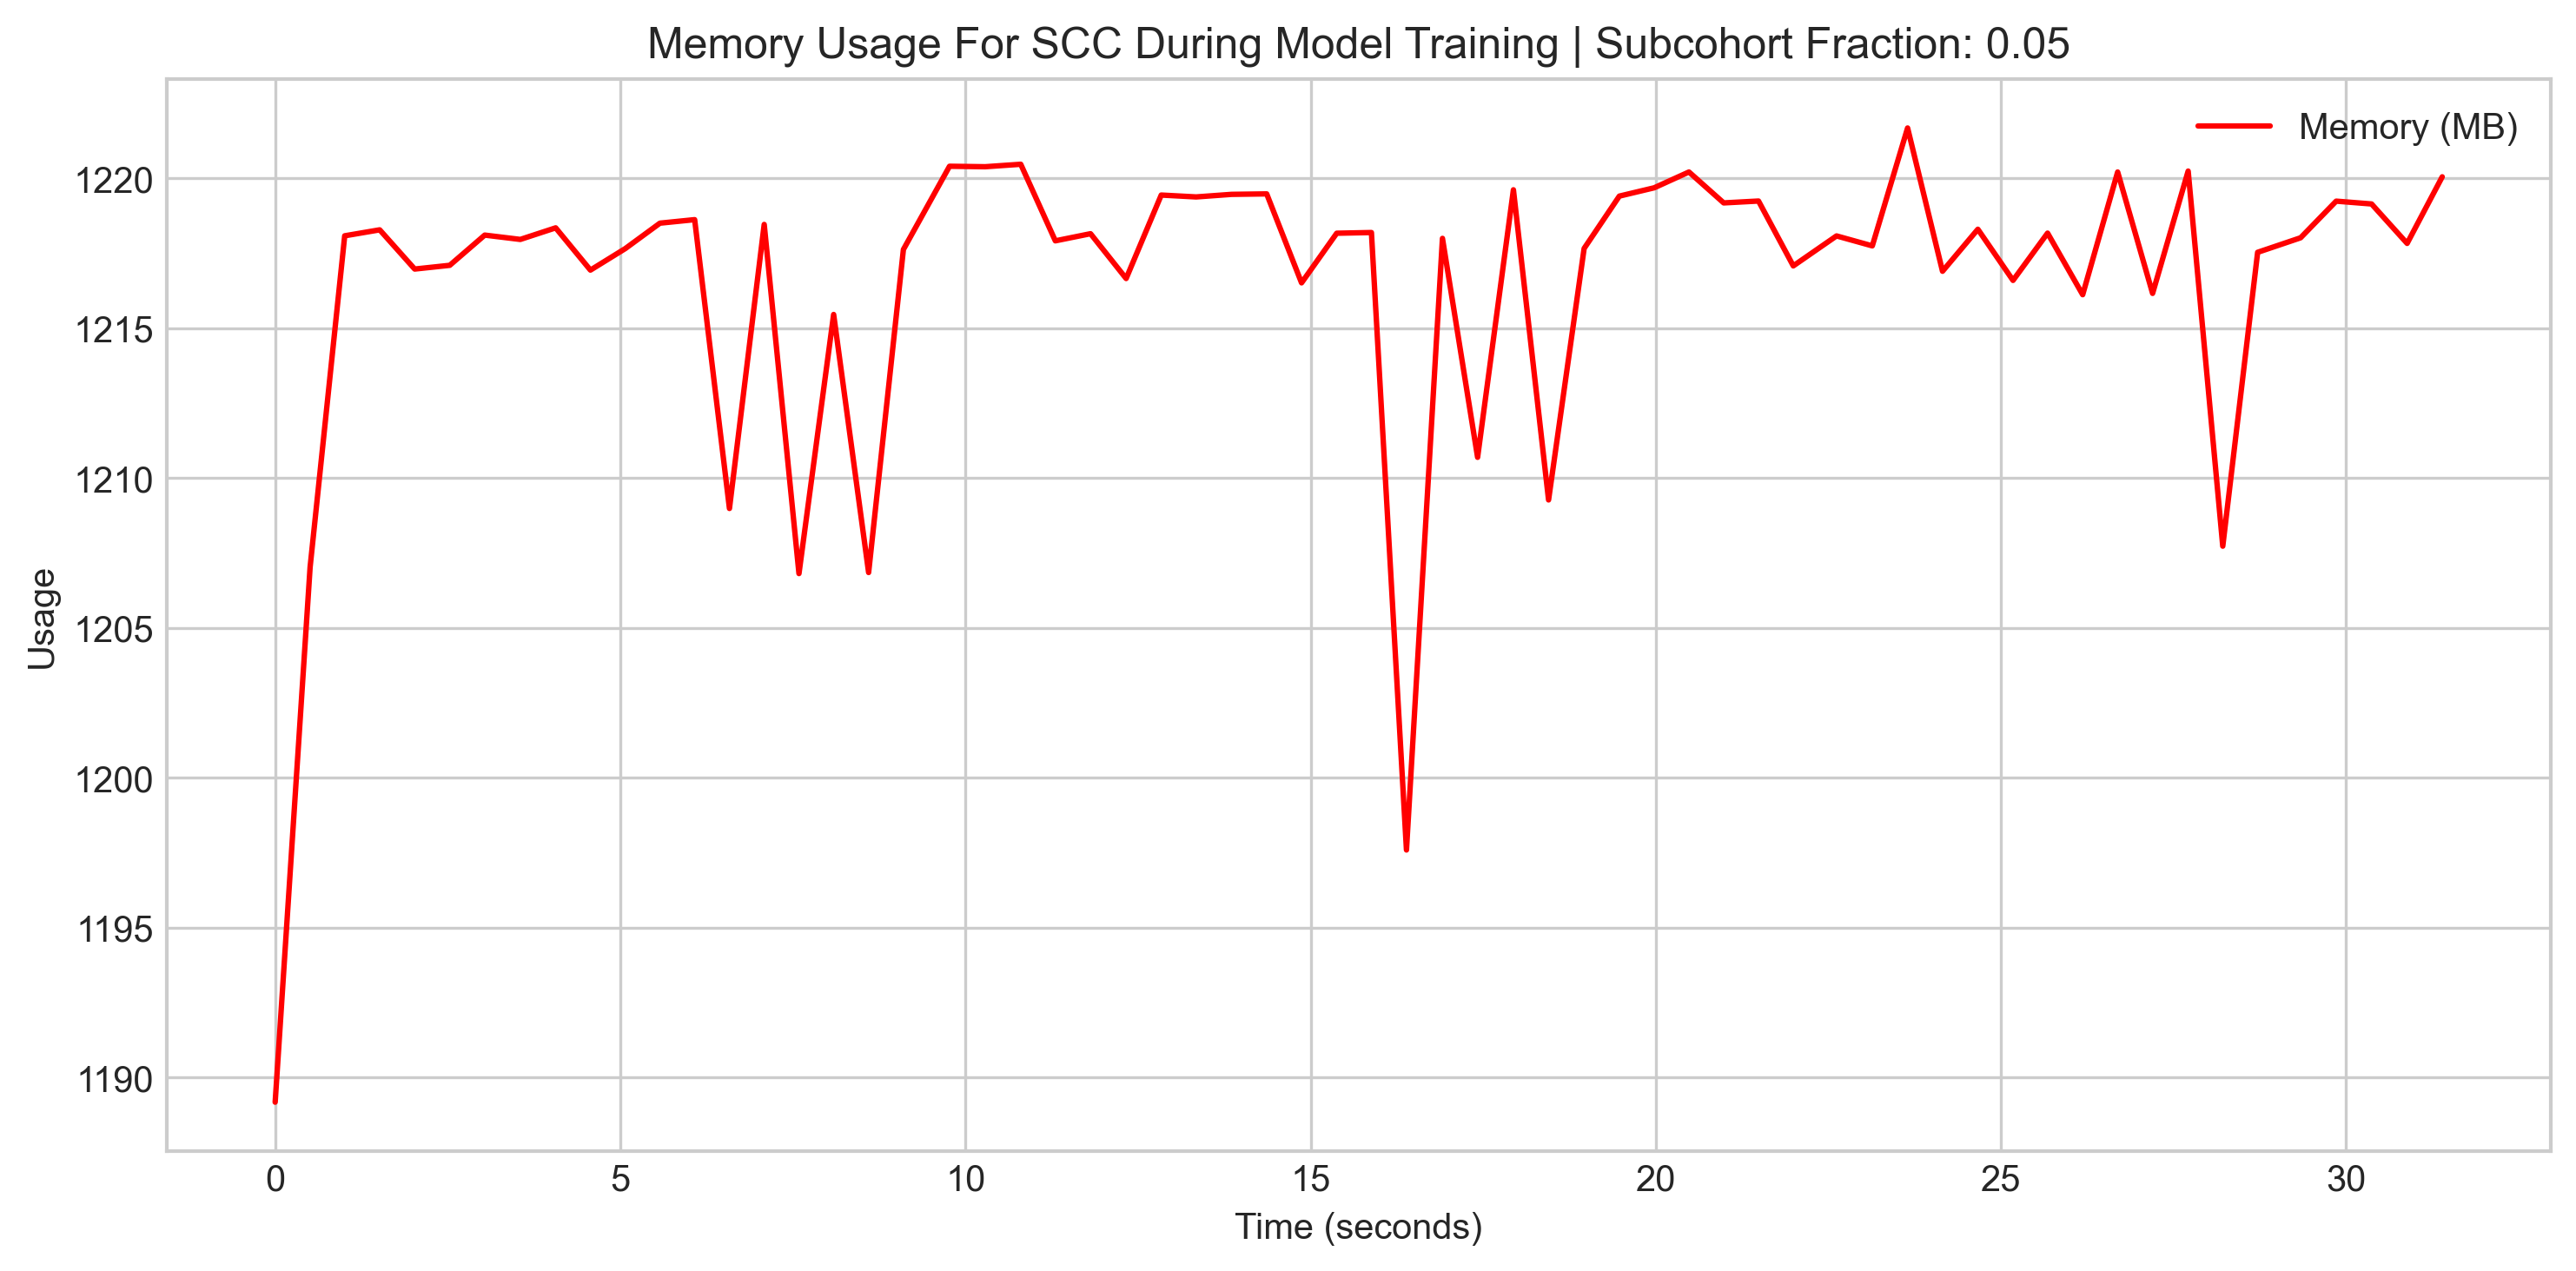 Memory Usage For SCC During Model Training | Subcohort Fraction: 0.05
Memory (MB)
1220
1215
1210
1205
1200
1195
1190
Usage
0 5 10 15 20 25 30
Time (seconds)